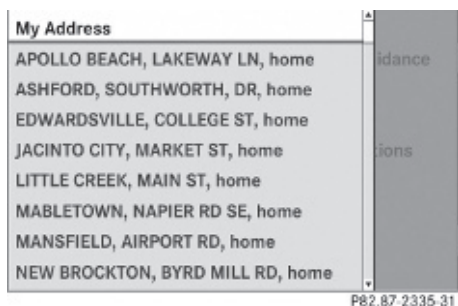 My Address
APOLLO BEACH, LAKEWAY LN, home
idance
ASHFORD, SOUTHWORTH, DR, home
EDWARDSVILLE, COLLEGE ST, home
JACINTO CITY, MARKET ST, home
ions
LITTLE CREEK, MAIN ST, home
MABLETOWN, NAPIER RD SE, home
MANSFIELD, AIRPORT RD, home
NEW BROCKTON, BYRD MILL RD, home
P82.87-2335-31